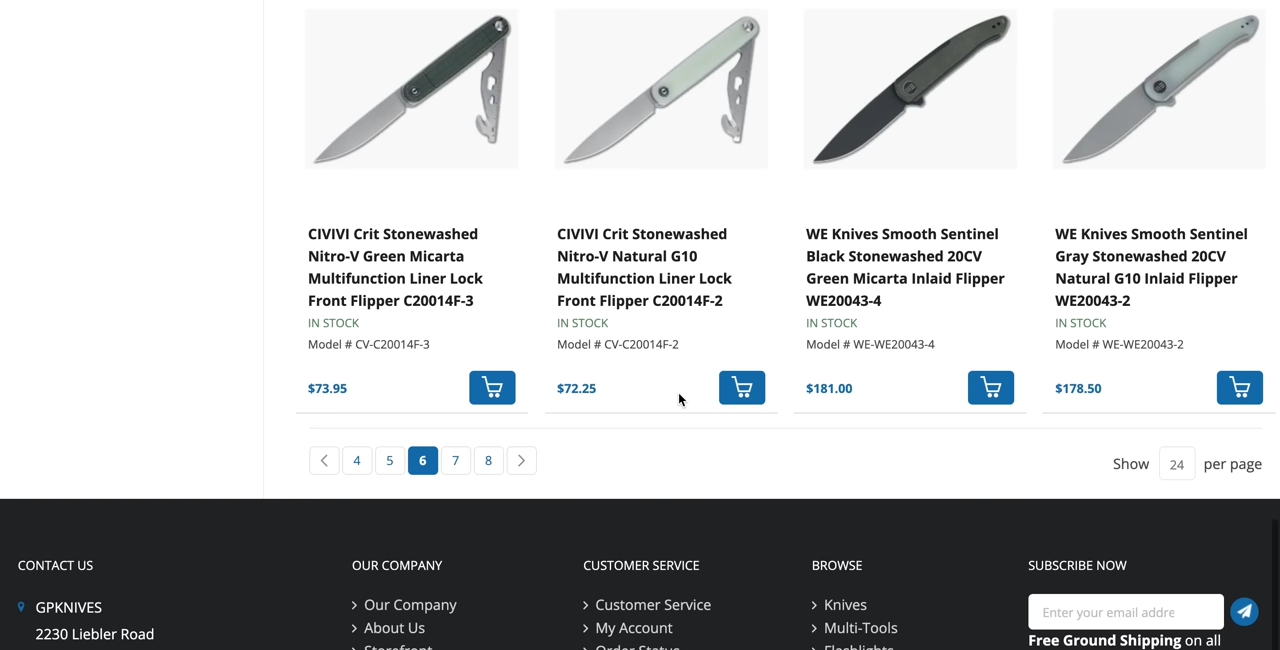 CIVIVI Crit Stonewashed
Nitro-V Green Micarta
Multifunction Liner Lock
Front Flipper C20014F-3
IN STOCK
Model # CV-C20014F-3
$73.95
CIVIVI Crit Stonewashed
Nitro-V Natural G10
Multifunction Liner Lock
Front Flipper C20014F-2
IN STOCK
Model # CV-C20014F-2
$72.25
WE Knives Smooth Sentinel
Black Stonewashed 20CV
Green Micarta Inlaid Flipper
WE20043-4
IN STOCK
Model # WE-WE20043-4
$181.00
WE Knives Smooth Sentinel
Gray Stonewashed 20CV
Natural G10 Inlaid Flipper
WE20043-2
IN STOCK
Model # WE-WE20043-2
$178.50
4 5 6 7 8
Show 24 per page
CONTACT US
GPKNIVES
2230 Liebler Road
OUR COMPANY
Our Company
About Us
Storefront
CUSTOMER SERVICE
Customer Service
My Account
Order Status
BROWSE
Knives
Multi-Tools
Flashlights
SUBSCRIBE NOW
Enter your email addre
Free Ground Shipping on all